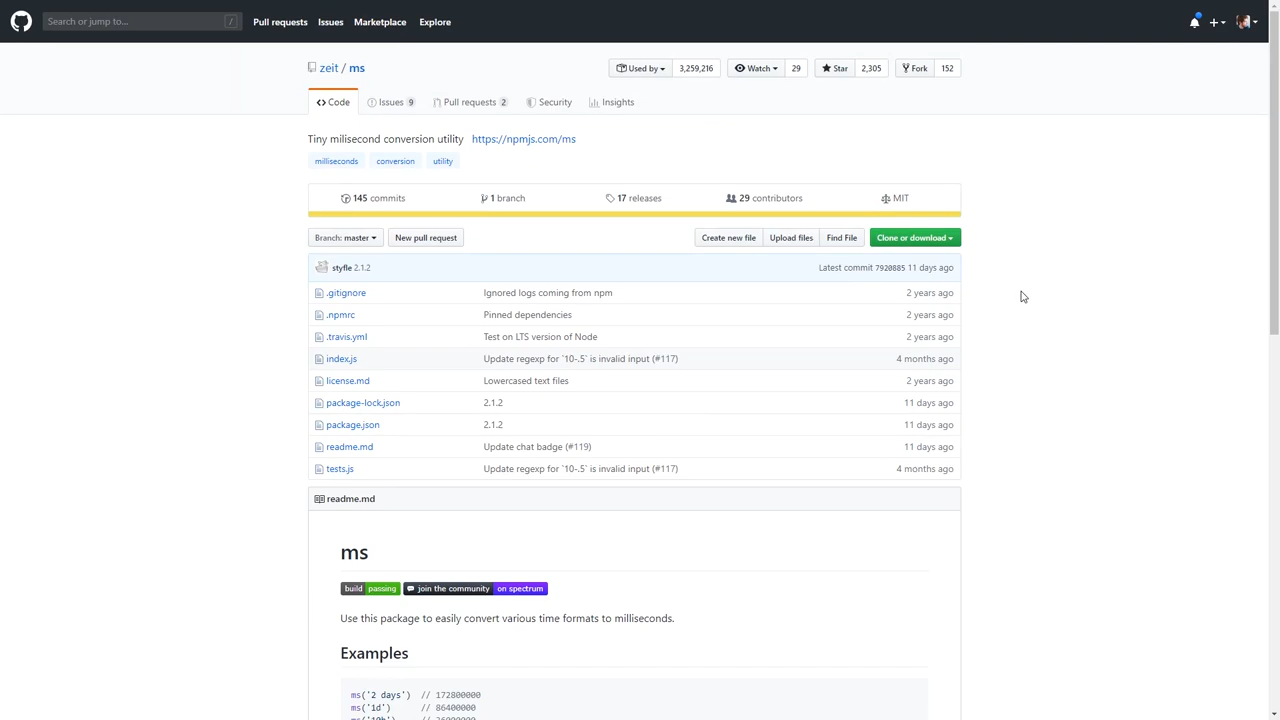 Search or jump to... /
Pull requests Issues Marketplace Explore
zeit / ms
Used by 3,259,216 Watch 29 Star 2,305 Fork 152
Code Issues 9 Pull requests 2 Security Insights
Tiny milisecond conversion utility https://npmjs.com/ms
milliseconds conversion utility
145 commits 1 branch 17 releases 29 contributors MIT
Branch: master New pull request Create new file Upload files Find File Clone or download
styfle 2.1.2 Latest commit 7920885 11 days ago
.gitignore Ignored logs coming from npm 2 years ago
.npmrc Pinned dependencies 2 years ago
.travis.yml Test on LTS version of Node 2 years ago
index.js Update regexp for `10-.5` is invalid input (#117) 4 months ago
license.md Lowercased text files 2 years ago
package-lock.json 2.1.2 11 days ago
package.json 2.1.2 11 days ago
readme.md Update chat badge (#119) 11 days ago
tests.js Update regexp for `10-.5` is invalid input (#117) 4 months ago
readme.md
ms
build passing join the community on spectrum
Use this package to easily convert various time formats to milliseconds.
Examples
ms('2 days') // 172800000
ms('1d') // 86400000